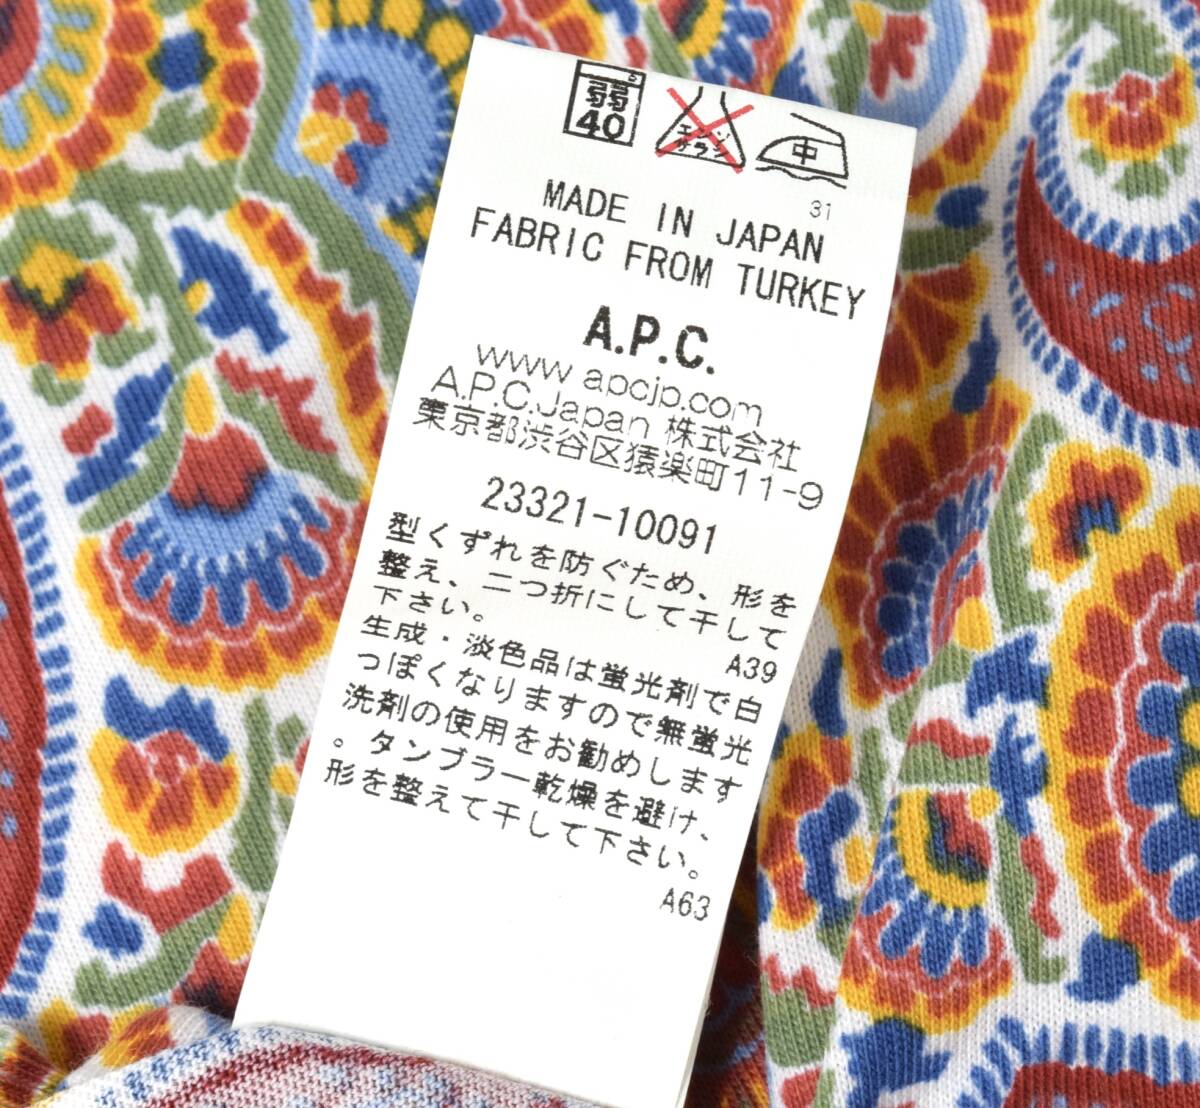 弱
40
エンソ
サラシ
中
31
MADE IN JAPAN
FABRIC FROM TURKEY
A.P.C.
www apcjp.com
A.P.C.Japan 株式会社
東京都渋谷区猿楽町11-9
23321-10091
型くずれを防ぐため、形を
整え、二つ折にして干して
下さい。
A39
生成・淡色品は蛍光剤で白
っぽくなりますので無蛍光
洗剤の使用をお勧めします
。タンブラー乾燥を避け、
形を整えて干して下さい。
A63